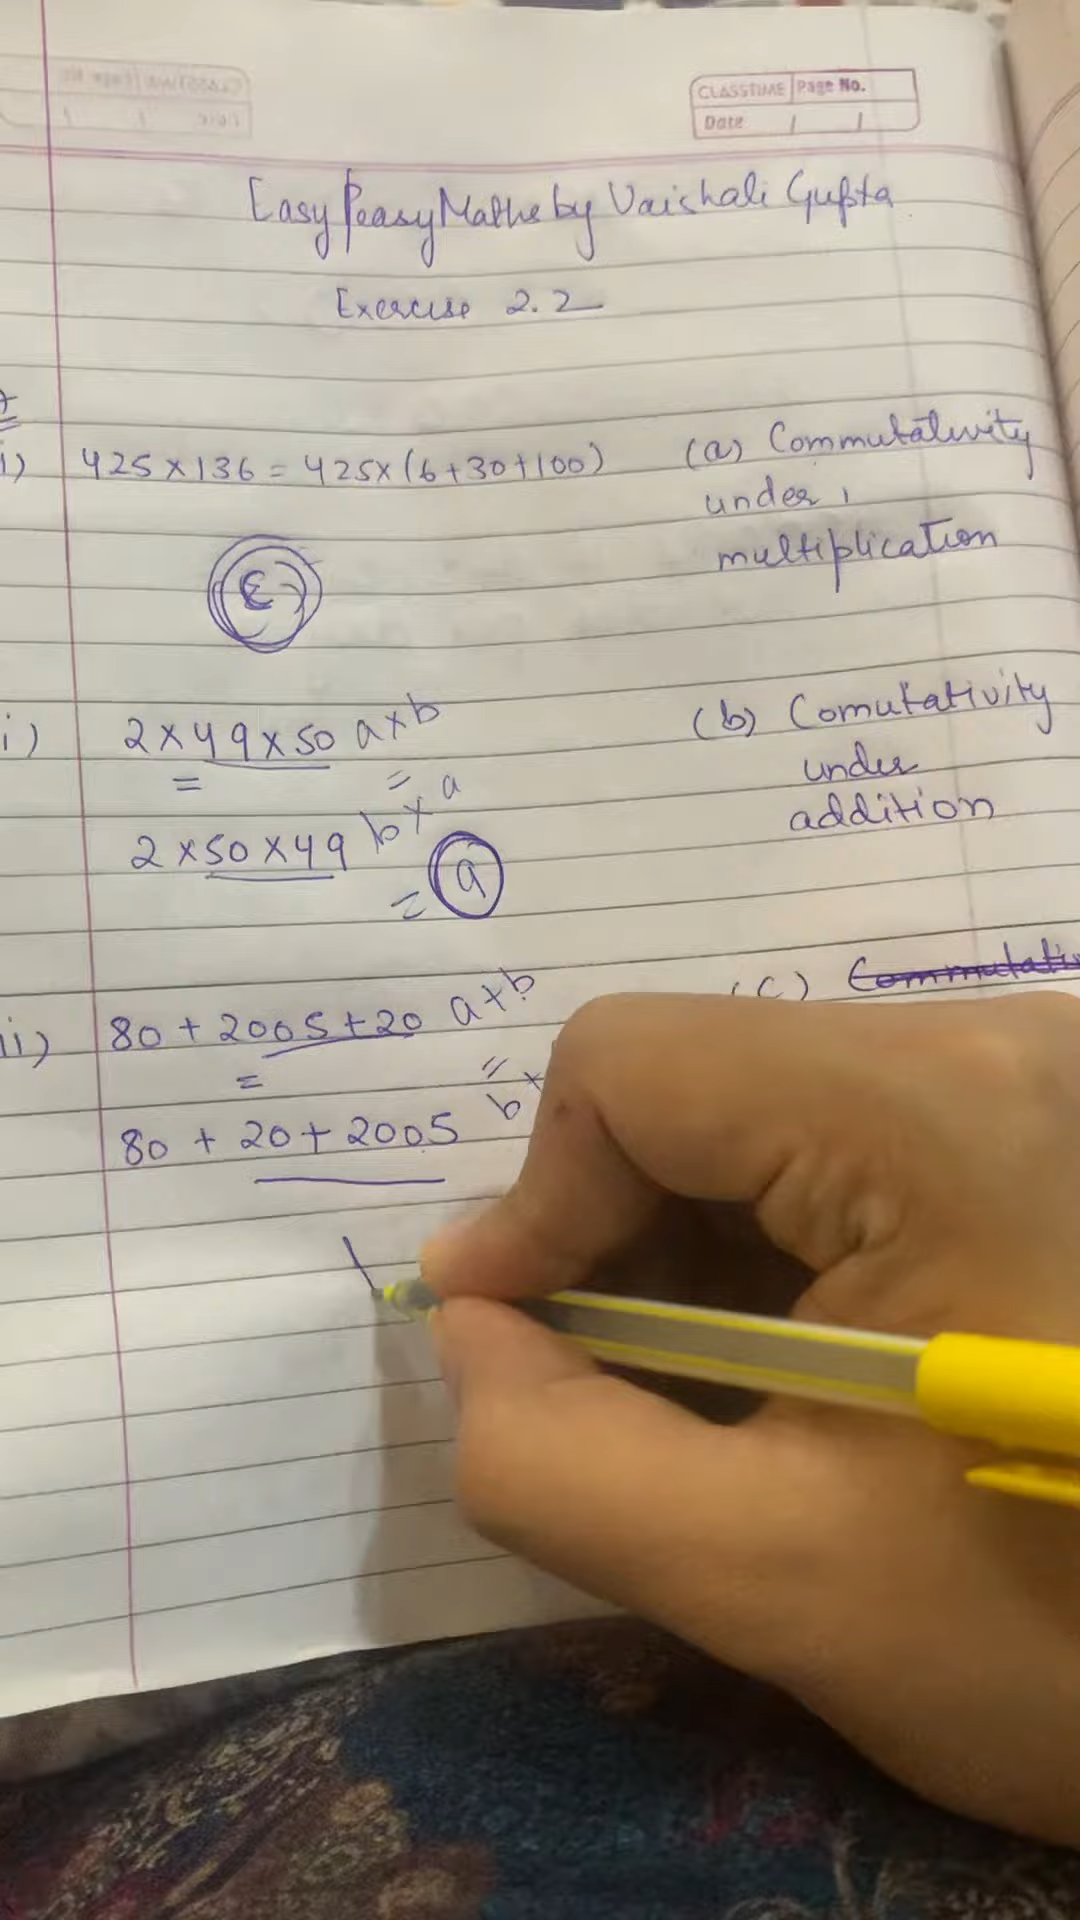 CLASSTIME Page No.
Date / /
Easy Peasy Maths by Vaishali Gupta
Exercise 2.2
i) 425 × 136 = 425 × (6+30+100)
(a) Commutativity
under
multiplication
i) 2 × 49 × 50 a × b
= =
2 × 50 × 49 b × a
= a
(b) Comutativity
under
addition
ii) 80 + 2005 + 20 a + b
= =
80 + 20 + 2005 b +
(c) Commutati